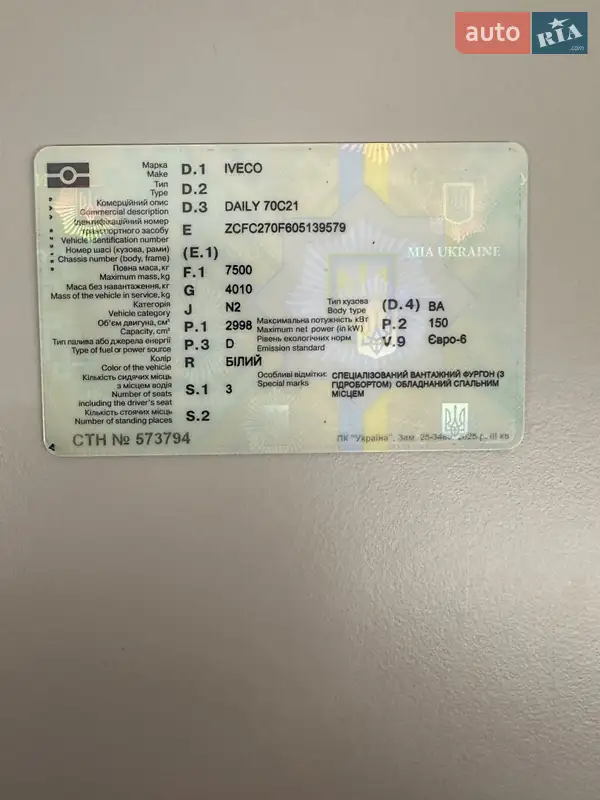 auto RIA .com
Марка D.1 IVECO
Make
Тип D.2
Type
Комерційний опис D.3 DAILY 70C21
Commercial description
Ідентифікаційний номер
транспортного засобу E ZCFC270F605139579
Vehicle identification number
Номер шасі (кузова, рами) (E.1)
Chassis number (body, frame)
MIA UKRAINE
Повна маса, кг F.1 7500
Maximum mass, kg
Маса без навантаження, кг G 4010
Mass of the vehicle in service, kg
Категорія J N2 Тип кузова (D.4) BA
Vehicle category Body type
Об'єм двигуна, см³ P.1 2998 Максимальна потужність кВт P.2 150
Capacity, cm³ Maximum net power (in kW)
Тип палива або джерела енергії P.3 D Рівень екологічних норм V.9 Євро-6
Type of fuel or power source Emission standard
Колір R БІЛИЙ
Color of the vehicle
Особливі відмітки: СПЕЦІАЛІЗОВАНИЙ ВАНТАЖНИЙ ФУРГОН (З
Special marks ГІДРОБОРТОМ) ОБЛАДНАНИЙ СПАЛЬНИМ
МІСЦЕМ
Кількість сидячих місць
з місцем водія S.1 3
Number of seats
including the driver's seat
Кількість стоячих місць S.2
Number of standing places
СТН № 573794
ПК "Україна", Зам. 2025 р., III кв